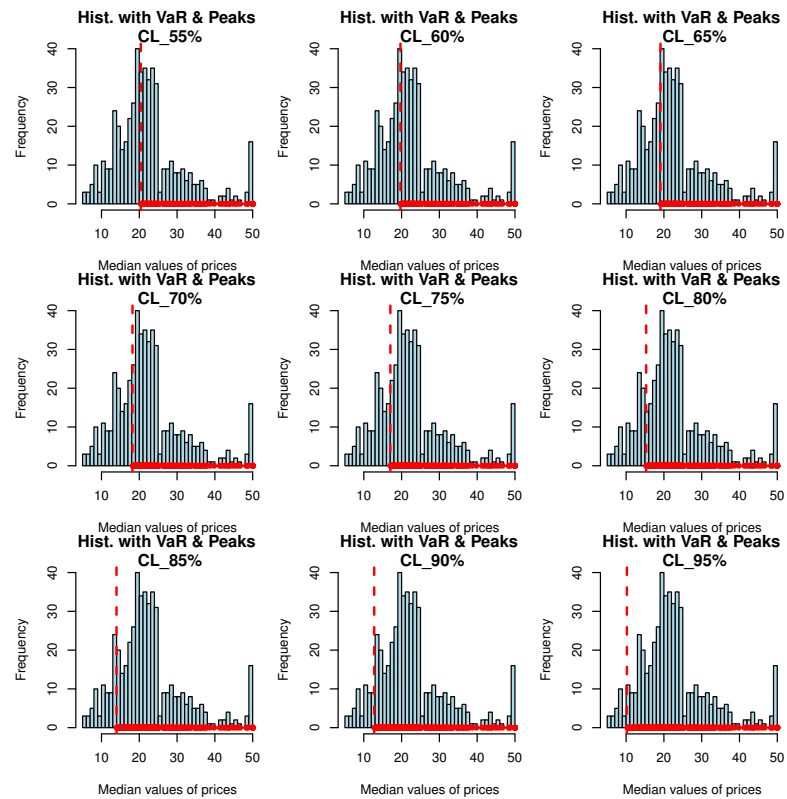 Hist. with VaR & Peaks
CL_55%
Frequency
0
10
20
30
40
10 20 30 40 50
Median values of prices
Hist. with VaR & Peaks
CL_60%
Frequency
0
10
20
30
40
10 20 30 40 50
Median values of prices
Hist. with VaR & Peaks
CL_65%
Frequency
0
10
20
30
40
10 20 30 40 50
Median values of prices
Hist. with VaR & Peaks
CL_70%
Frequency
0
10
20
30
40
10 20 30 40 50
Median values of prices
Hist. with VaR & Peaks
CL_75%
Frequency
0
10
20
30
40
10 20 30 40 50
Median values of prices
Hist. with VaR & Peaks
CL_80%
Frequency
0
10
20
30
40
10 20 30 40 50
Median values of prices
Hist. with VaR & Peaks
CL_85%
Frequency
0
10
20
30
40
10 20 30 40 50
Median values of prices
Hist. with VaR & Peaks
CL_90%
Frequency
0
10
20
30
40
10 20 30 40 50
Median values of prices
Hist. with VaR & Peaks
CL_95%
Frequency
0
10
20
30
40
10 20 30 40 50
Median values of prices